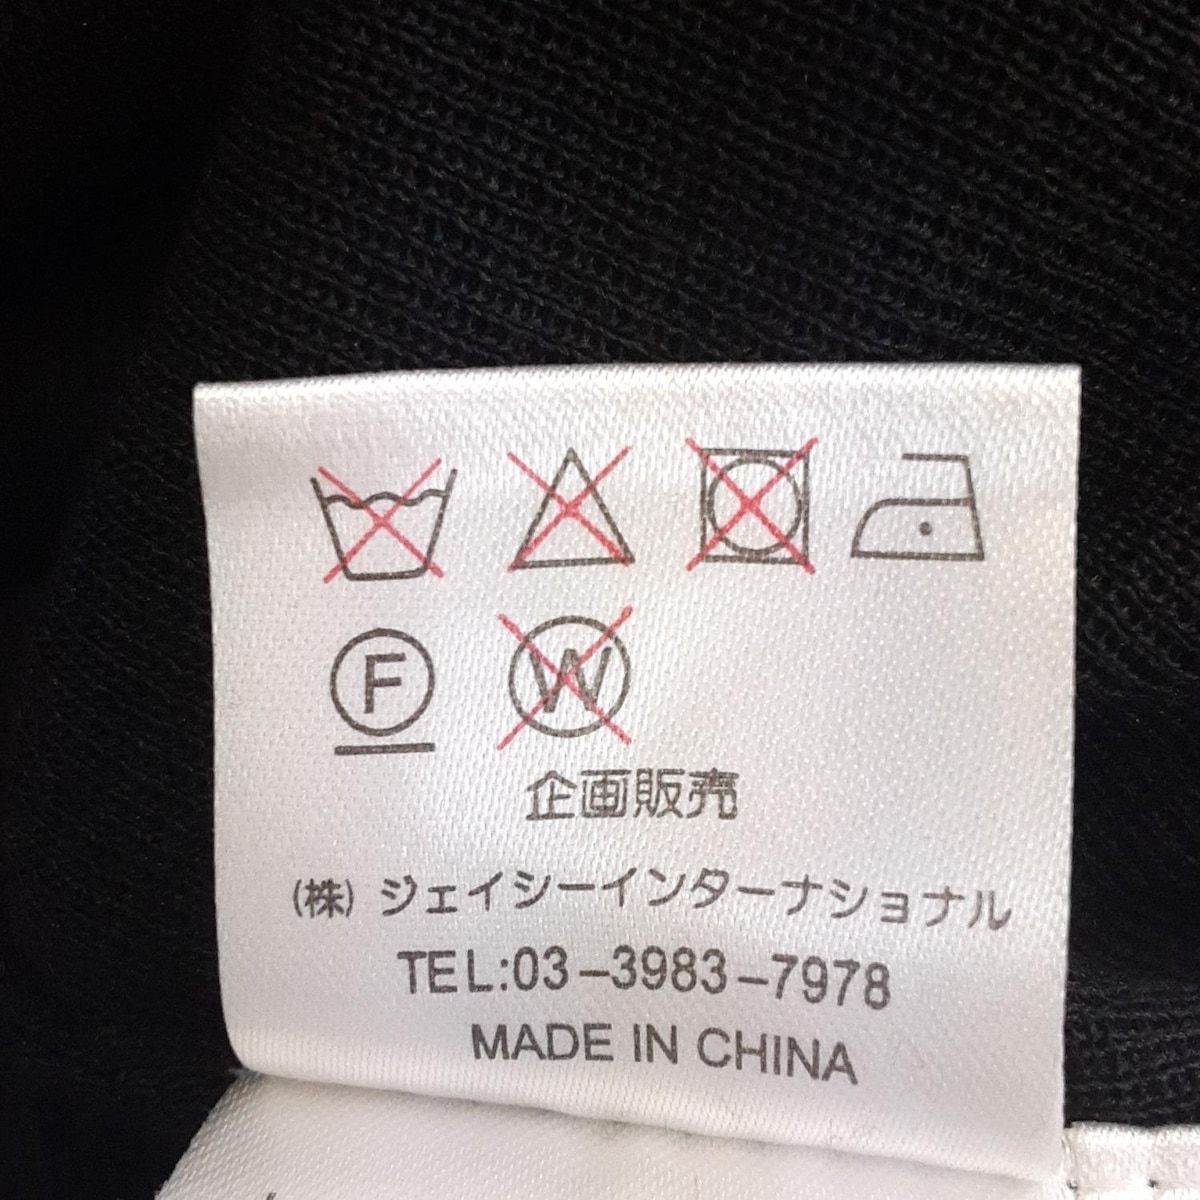 F W
企画販売
(株) ジェイシーインターナショナル
TEL:03-3983-7978
MADE IN CHINA